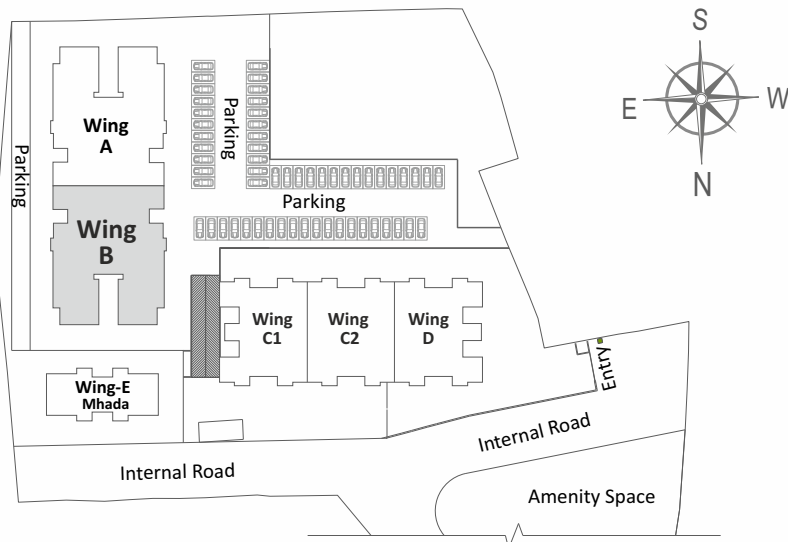 S
E
W
N
Wing
A
Parking
Parking
Parking
Wing
B
Wing
C1
Wing
C2
Wing
D
Entry
Wing-E
Mhada
Internal Road
Internal Road
Amenity Space